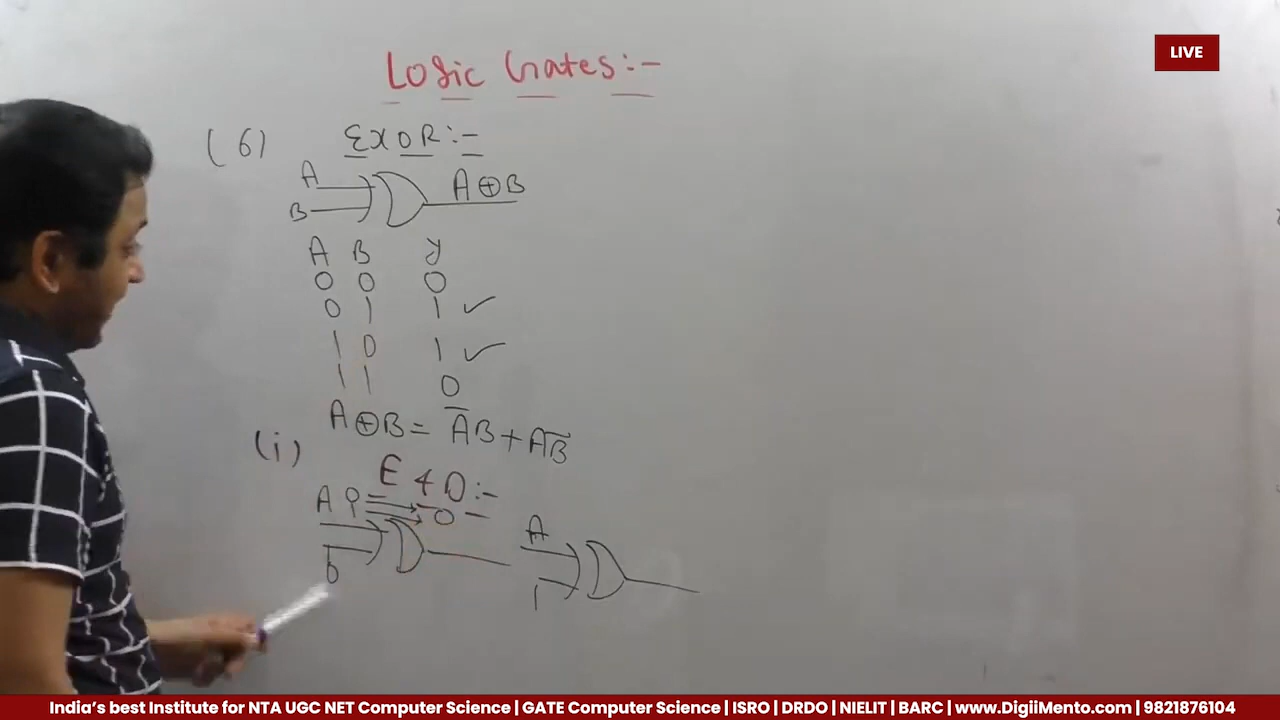 LIVE
Logic Gates:-
(6) EXOR:-
A
B
A⊕B
A B y
0 0 0
0 1 1 ✓
1 0 1 ✓
1 1 0
A⊕B = A̅B + AB̅
(i)
E & D:-
A
0
A
1
India's best Institute for NTA UGC NET Computer Science | GATE Computer Science | ISRO | DRDO | NIELIT | BARC | www.DigiiMento.com | 9821876104